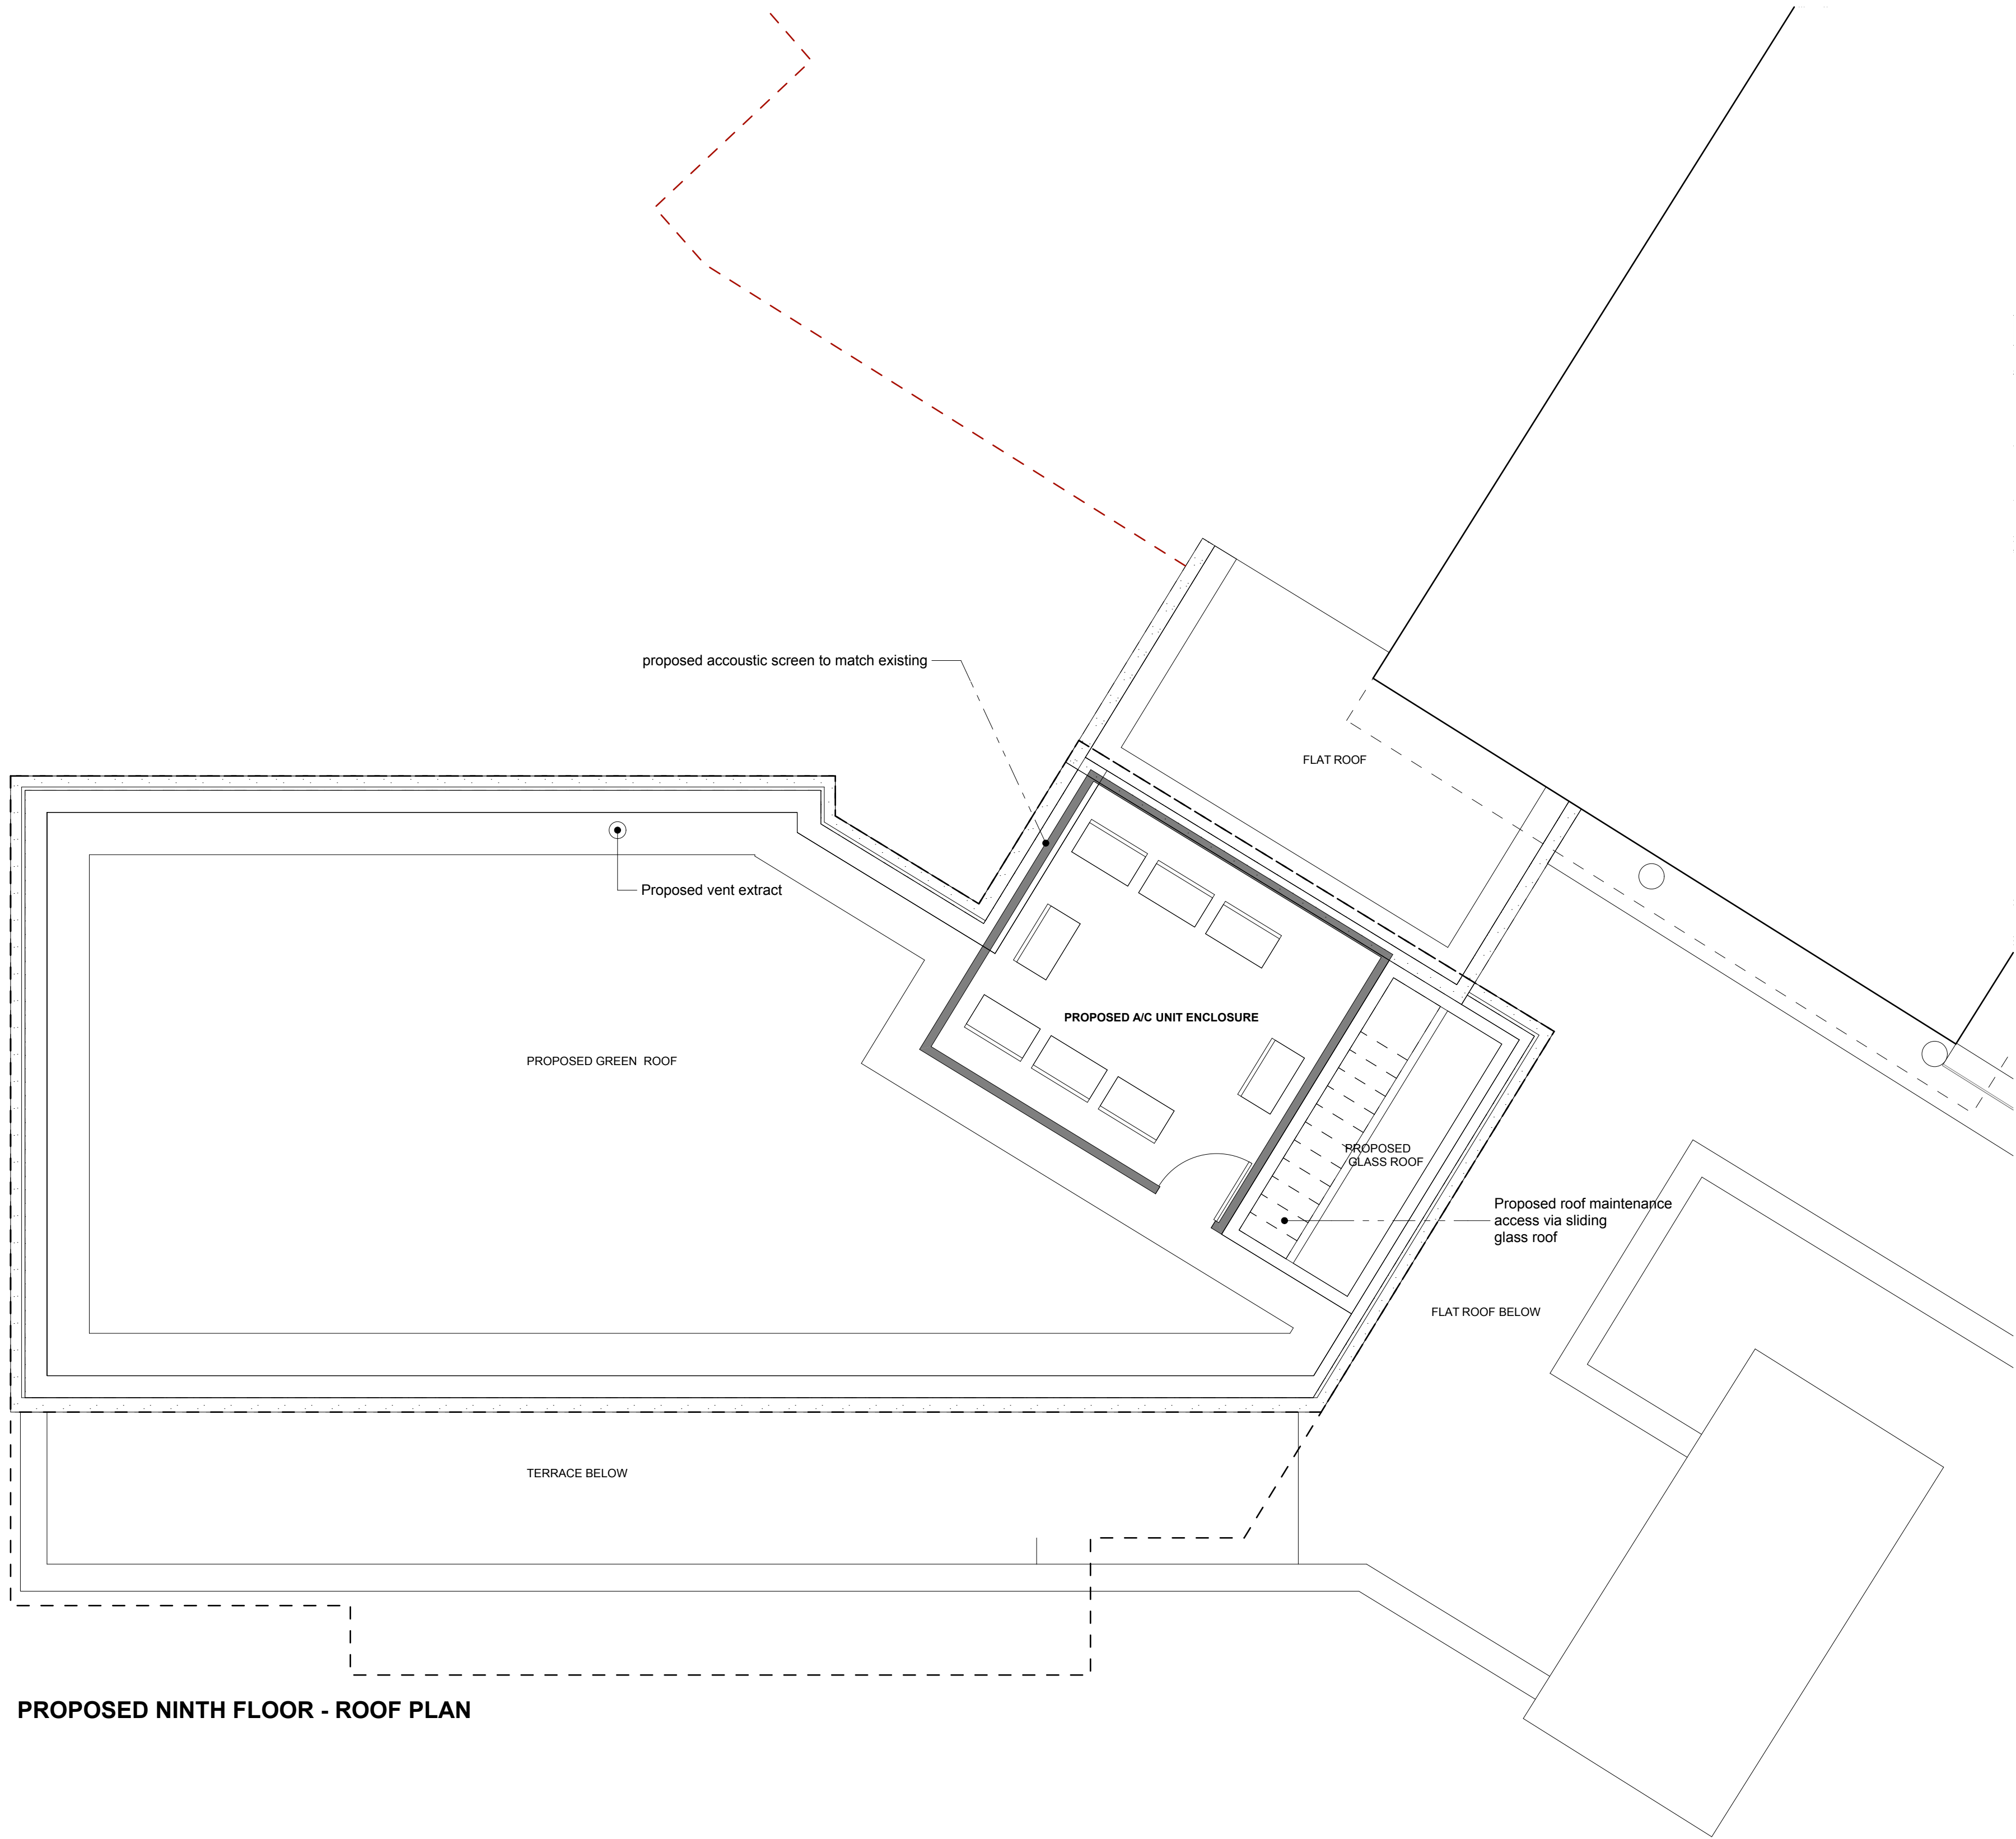 proposed accoustic screen to match existing
FLAT ROOF
Proposed vent extract
PROPOSED A/C UNIT ENCLOSURE
PROPOSED GREEN ROOF
PROPOSED
GLASS ROOF
Proposed roof maintenance
access via sliding
glass roof
FLAT ROOF BELOW
TERRACE BELOW
PROPOSED NINTH FLOOR - ROOF PLAN